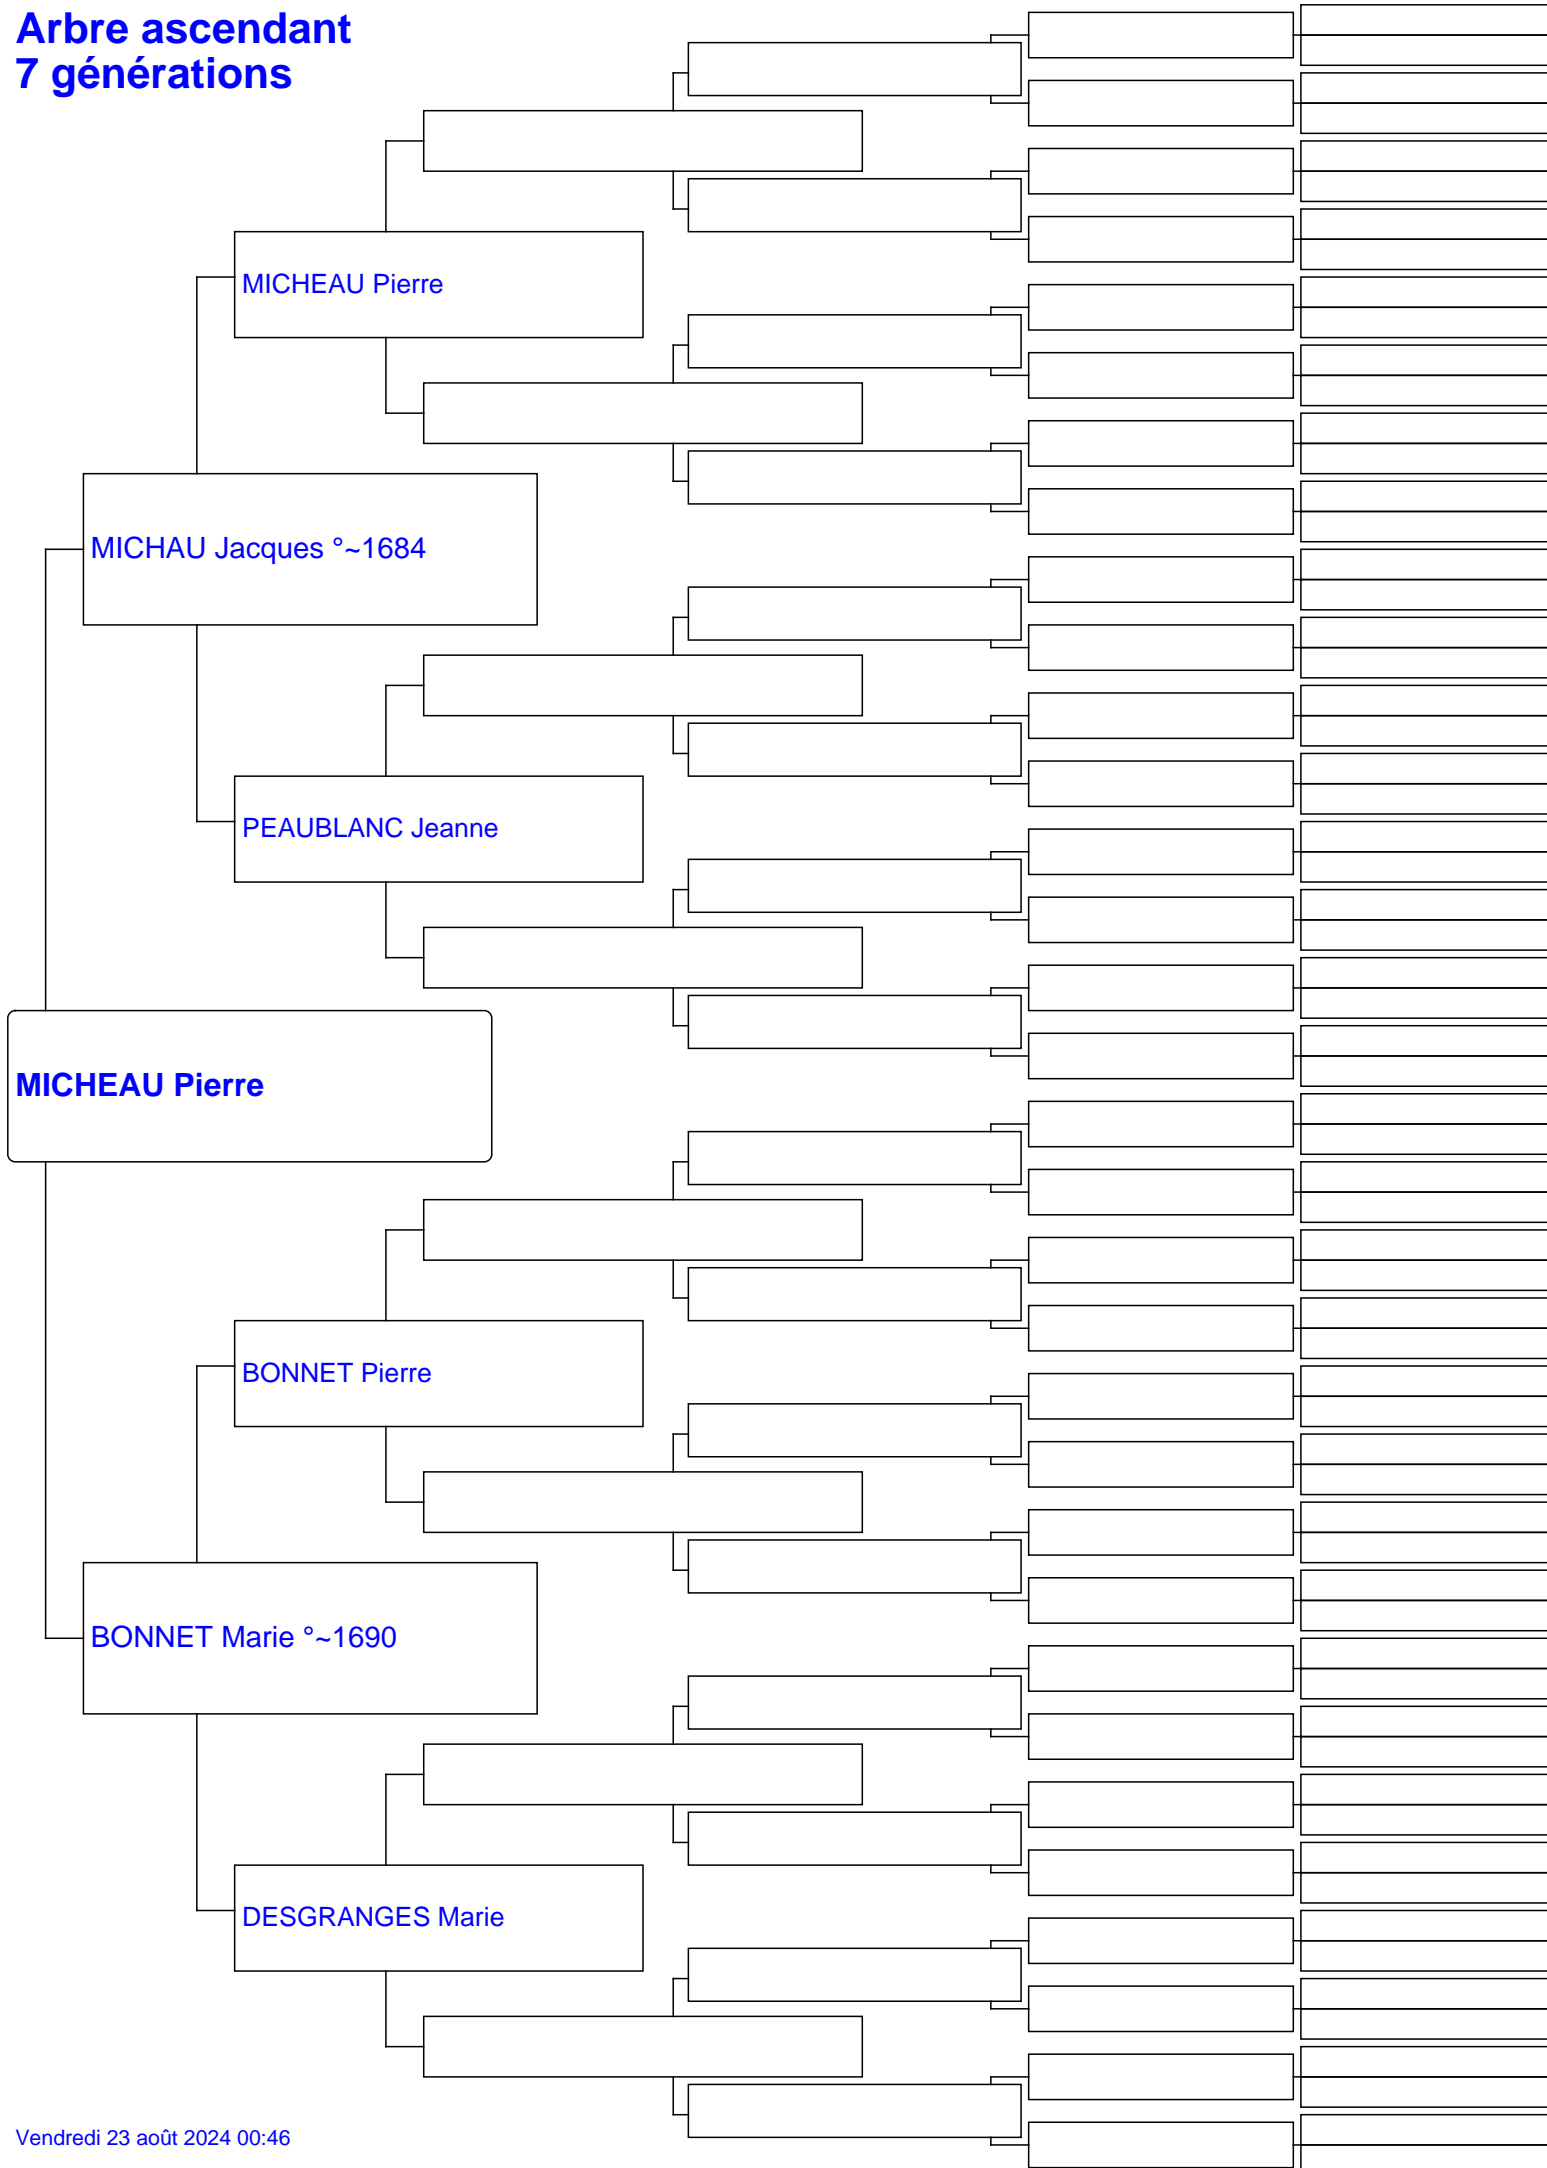 Arbre ascendant
7 générations
MICHEAU Pierre
MICHAU Jacques °~1684
PEAUBLANC Jeanne
MICHEAU Pierre
BONNET Pierre
BONNET Marie °~1690
DESGRANGES Marie
Vendredi 23 août 2024 00:46